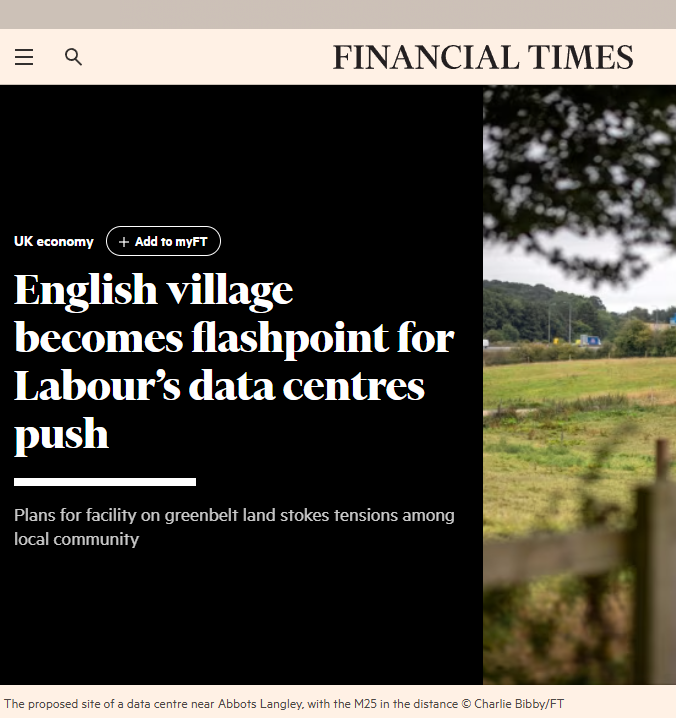 FINANCIAL TIMES
UK economy
+ Add to myFT
English village
becomes flashpoint for
Labour’s data centres
push
Plans for facility on greenbelt land stokes tensions among
local community
The proposed site of a data centre near Abbots Langley, with the M25 in the distance © Charlie Bibby/FT